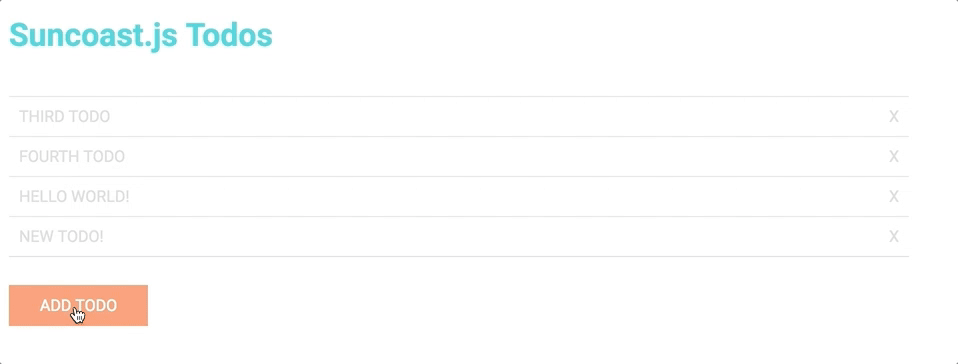 Suncoast.js Todos
THIRD TODO X
FOURTH TODO X
HELLO WORLD! X
NEW TODO! X
ADD TODO